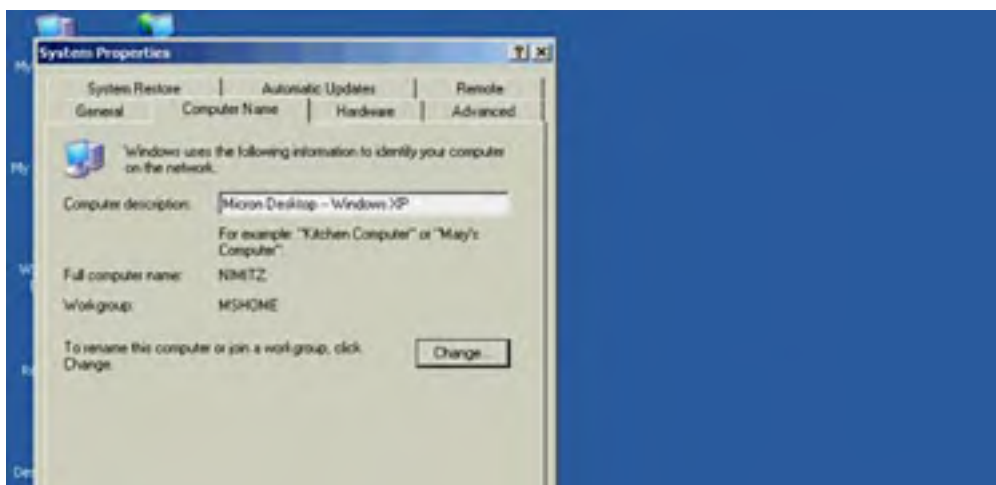 System Properties
System Restore Automatic Updates Remote
General Computer Name Hardware Advanced
Windows uses the following information to identify your computer
on the network.
Computer description: Micron Desktop - Windows XP
For example: "Kitchen Computer" or "Mary's
Computer".
Full computer name: NIMITZ
Workgroup: MSHOME
To rename this computer or join a workgroup, click
Change.
Change...
My